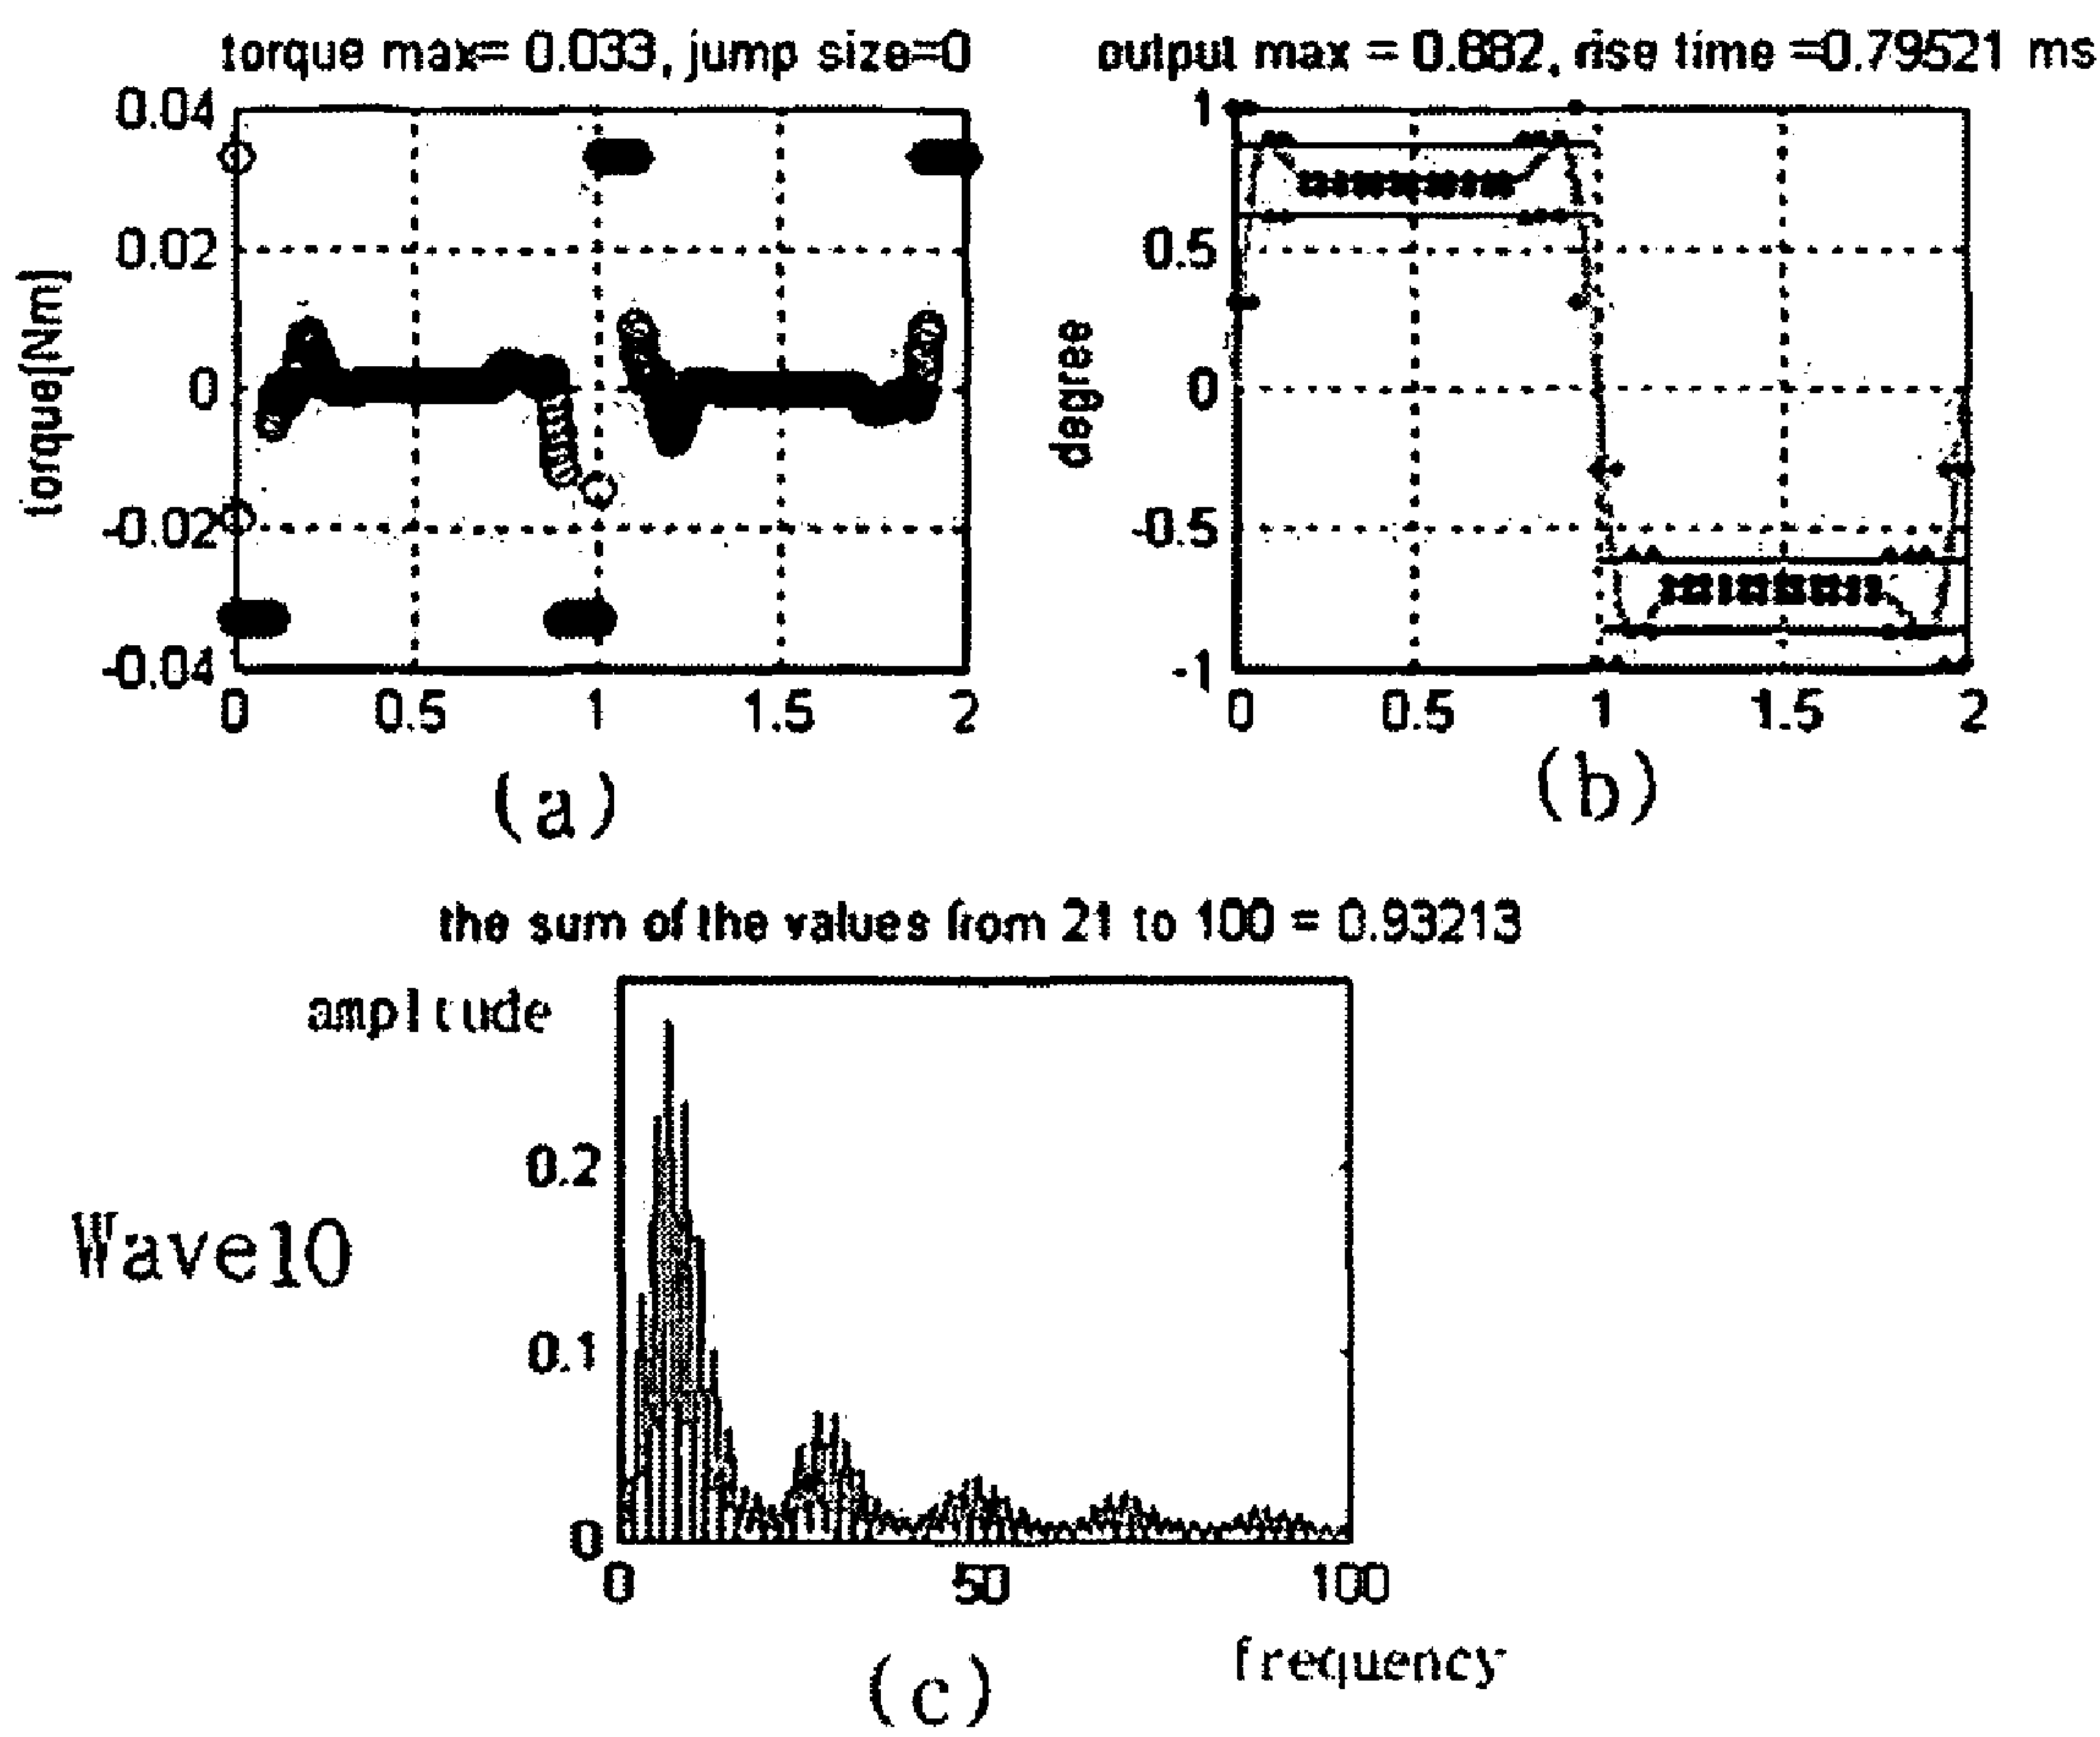 torque max= 0.033, jump size=0
0.04
0.02
0
-0.02
-0.04
torque[Nm]
0 0.5 1 1.5 2
(a)
output max = 0.882, rise time =0.79521 ms
1
0.5
0
-0.5
-1
degree
0 0.5 1 1.5 2
(b)
the sum of the values from 21 to 100 = 0.93213
amplitude
0.2
0.1
0
Wave10
0 50 100
frequency
(c)